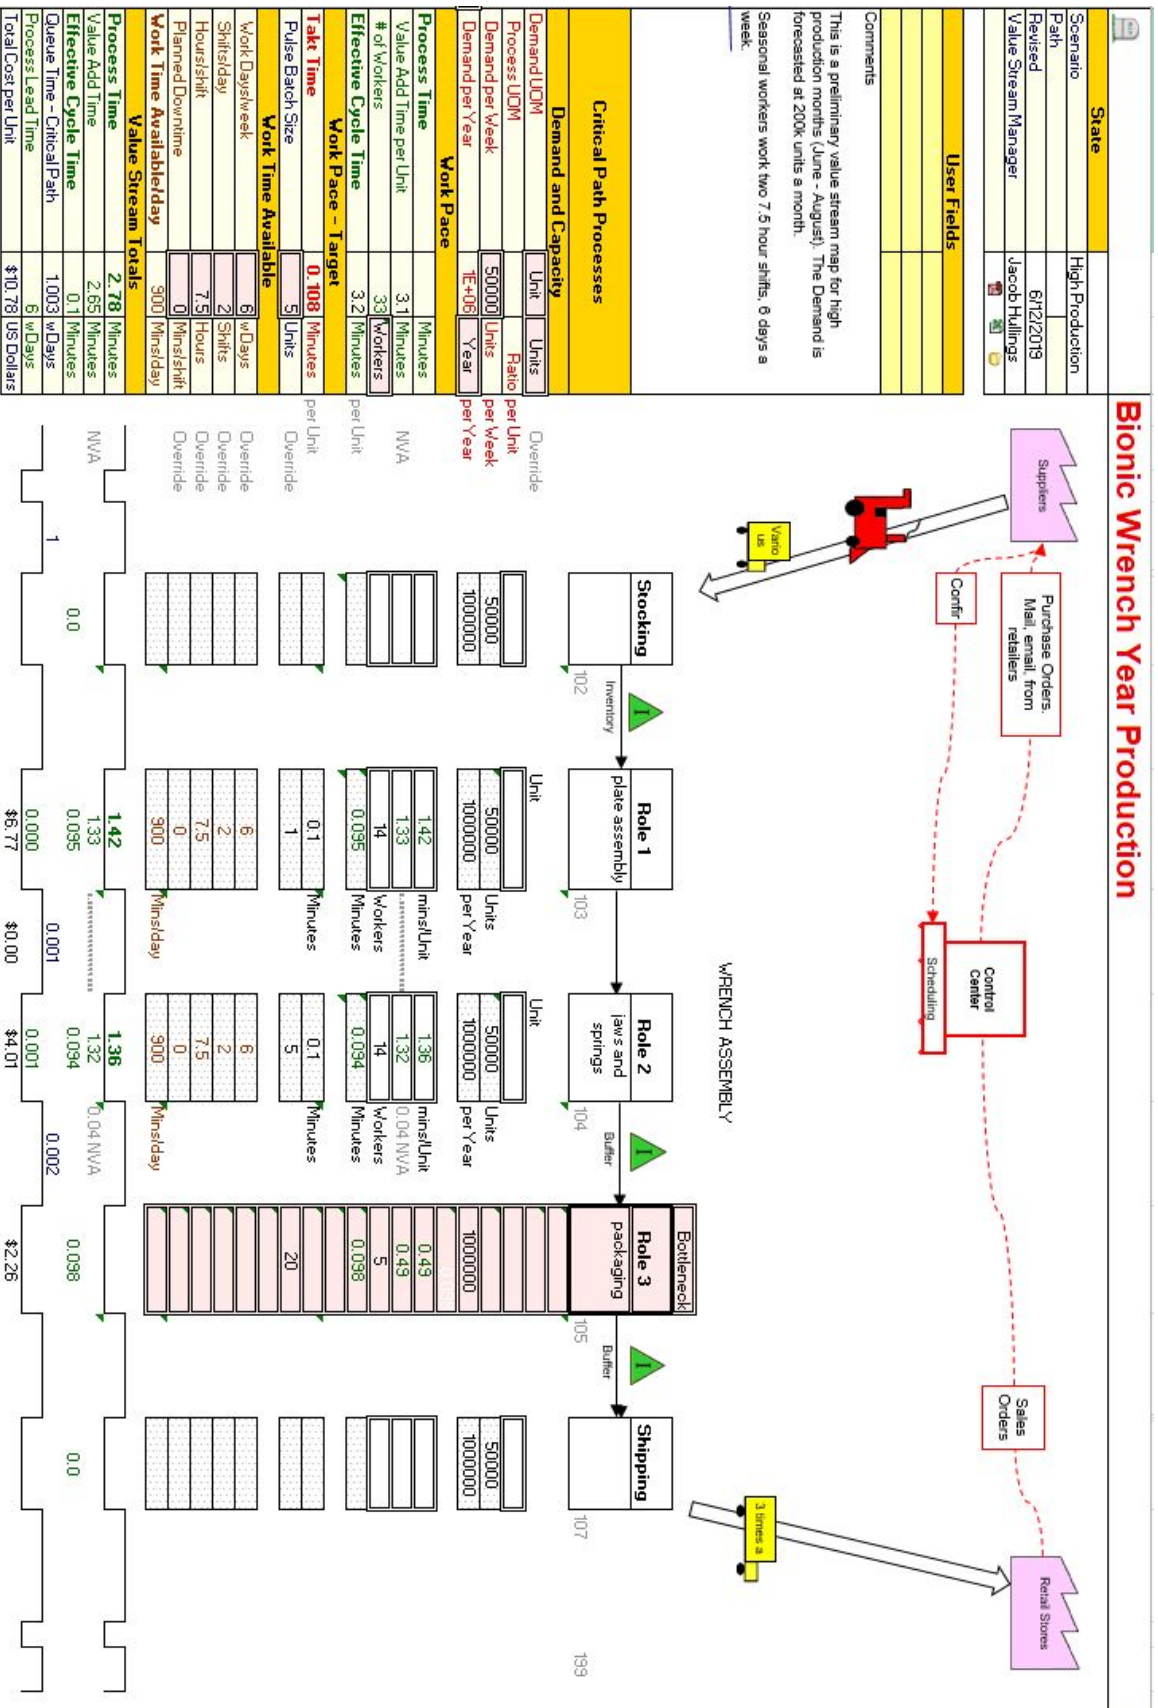 Bionic Wrench Year Production
State
Scenario High Production
Path
Revised 6/12/2019
Value Stream Manager Jacob Hullings
User Fields
Comments
This is a preliminary value stream map for high
production months (June - August). The Demand is
forecasted at 200k units a month.
Seasonal workers work two 7.5 hour shifts, 6 days a
week.
Suppliers
Purchase Orders.
Mail, email, from
retailers
Confir
Control
Center
Scheduling
Sales
Orders
Retail Stores
Vario
us
3 times a
WRENCH ASSEMBLY
Bottleneck
Critical Path Processes
Stocking
102
I
Inventory
Role 1
plate assembly
103
Role 2
jaws and
springs
104
I
Buffer
Role 3
packaging
105
I
Buffer
Shipping
107
199
Demand and Capacity
Demand UOM Unit Units Override
Process UOM Ratio per Unit Unit Unit
Demand per Week 50000 Units per Week 50000 50000 Units 50000 Units 50000
Demand per Year 1E+06 Year per Year 1000000 1000000 per Year 1000000 per Year 1000000 1000000
Work Pace
Process Time Minutes 1.42 mins/Unit 1.36 mins/Unit 0.49
Value Add Time per Unit 3.1 Minutes NVA 1.33 1.32 0.04 NVA 0.49
# of Workers 33 Workers 14 Workers 14 Workers 5
Effective Cycle Time 3.2 Minutes per Unit 0.095 Minutes 0.094 Minutes 0.098
Work Pace - Target
Takt Time 0.108 Minutes per Unit 0.1 Minutes 0.1 Minutes
Pulse Batch Size 5 Units Override 1 5 20
Work Time Available
Work Days/week 6 wDays Override 6 6
Shifts/day 2 Shifts Override 2 2
Hours/shift 7.5 Hours Override 7.5 7.5
Planned Downtime 0 Mins/shift Override 0 0
Work Time Available/day 900 Mins/day 900 Mins/day 900 Mins/day
Value Stream Totals
Process Time 2.78 Minutes 1.42 1.36
Value Add Time 2.65 Minutes NVA 1.33 1.32 0.04 NVA
Effective Cycle Time 0.1 Minutes 0.0 0.095 0.094 0.098 0.0
Queue Time - Critical Path 1.003 wDays 1 0.001 0.002
Process Lead Time 6 wDays 0.000 0.001
Total Cost per Unit $10.78 US Dollars $6.77 $0.00 $4.01 $2.26